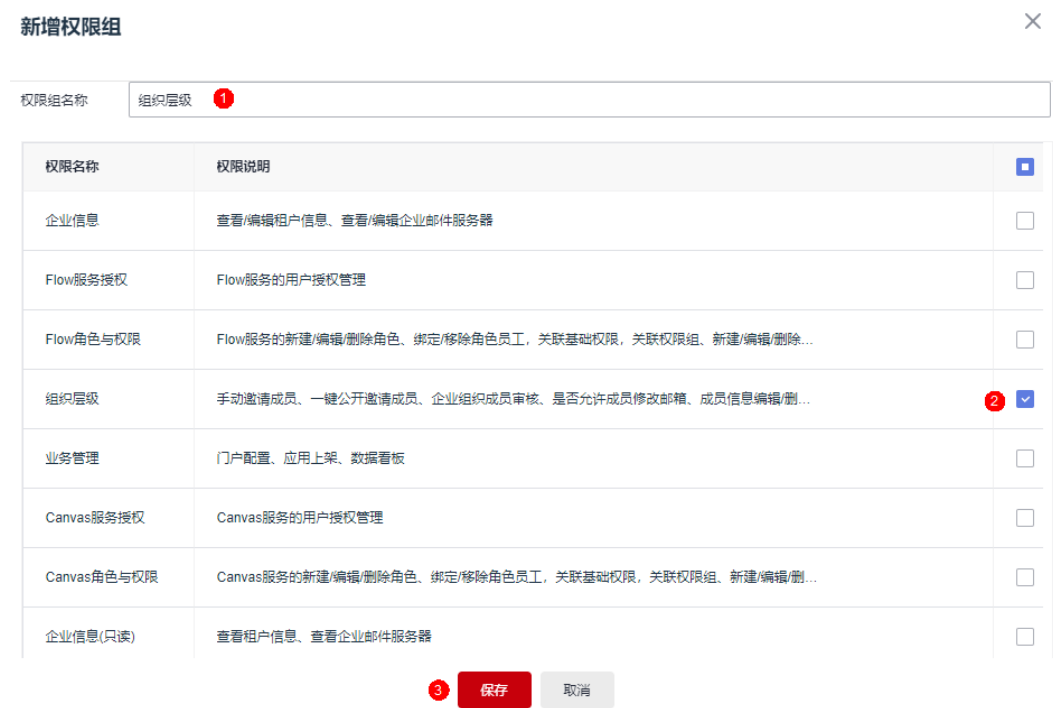 新增权限组
权限组名称 组织层级 1
权限名称 权限说明
企业信息 查看/编辑租户信息、查看/编辑企业邮件服务器
Flow服务授权 Flow服务的用户授权管理
Flow角色与权限 Flow服务的新建/编辑/删除角色、绑定/移除角色员工，关联基础权限，关联权限组、新建/编辑/删除...
组织层级 手动邀请成员、一键公开邀请成员、企业组织成员审核、是否允许成员修改邮箱、成员信息编辑/删... 2
业务管理 门户配置、应用上架、数据看板
Canvas服务授权 Canvas服务的用户授权管理
Canvas角色与权限 Canvas服务的新建/编辑/删除角色、绑定/移除角色员工，关联基础权限，关联权限组、新建/编辑/删...
企业信息(只读) 查看租户信息、查看企业邮件服务器
3 保存 取消